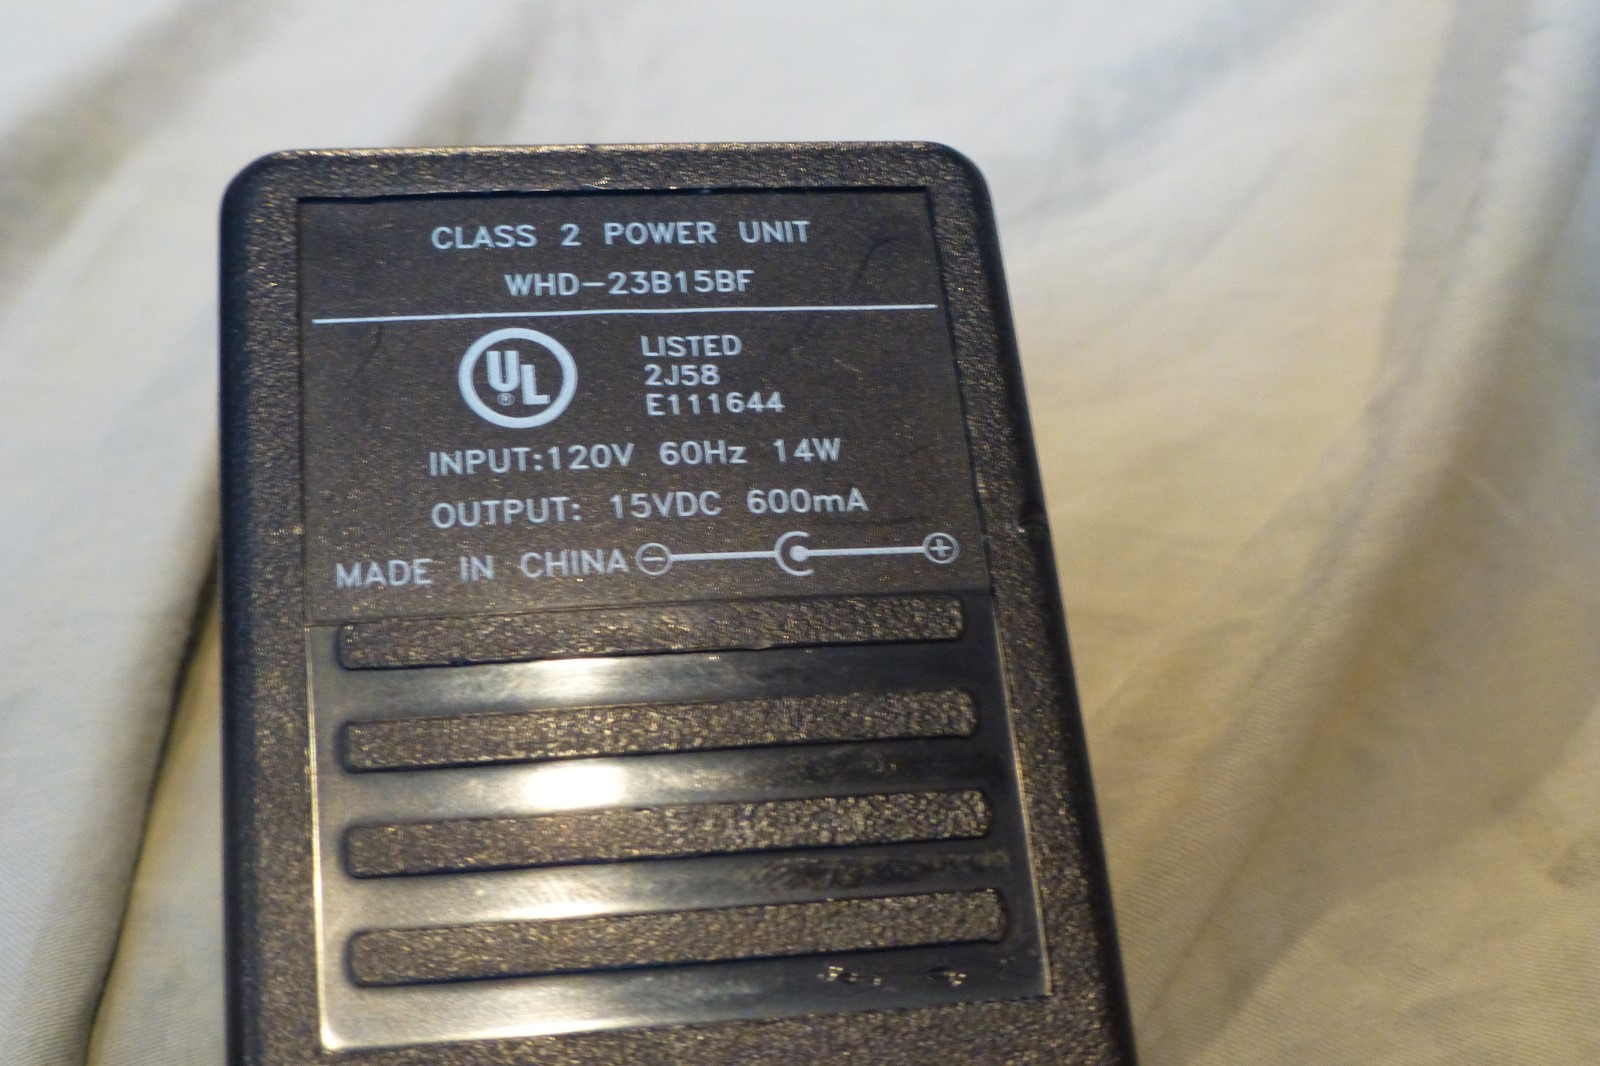 CLASS 2 POWER UNIT
WHD-23B15BF
UL ® LISTED
2J58
E111644
INPUT:120V 60Hz 14W
OUTPUT: 15VDC 600mA
MADE IN CHINA